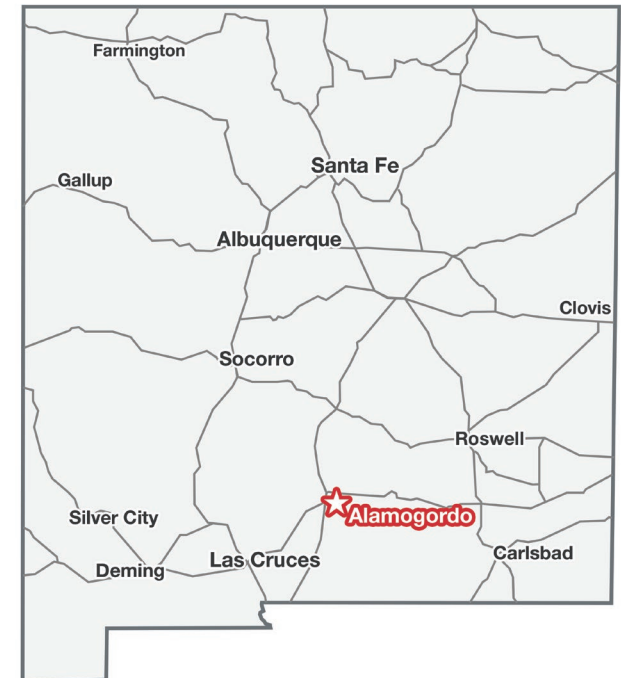 Farmington
Santa Fe
Gallup
Albuquerque
Clovis
Socorro
Roswell
Alamogordo
Silver City
Carlsbad
Las Cruces
Deming